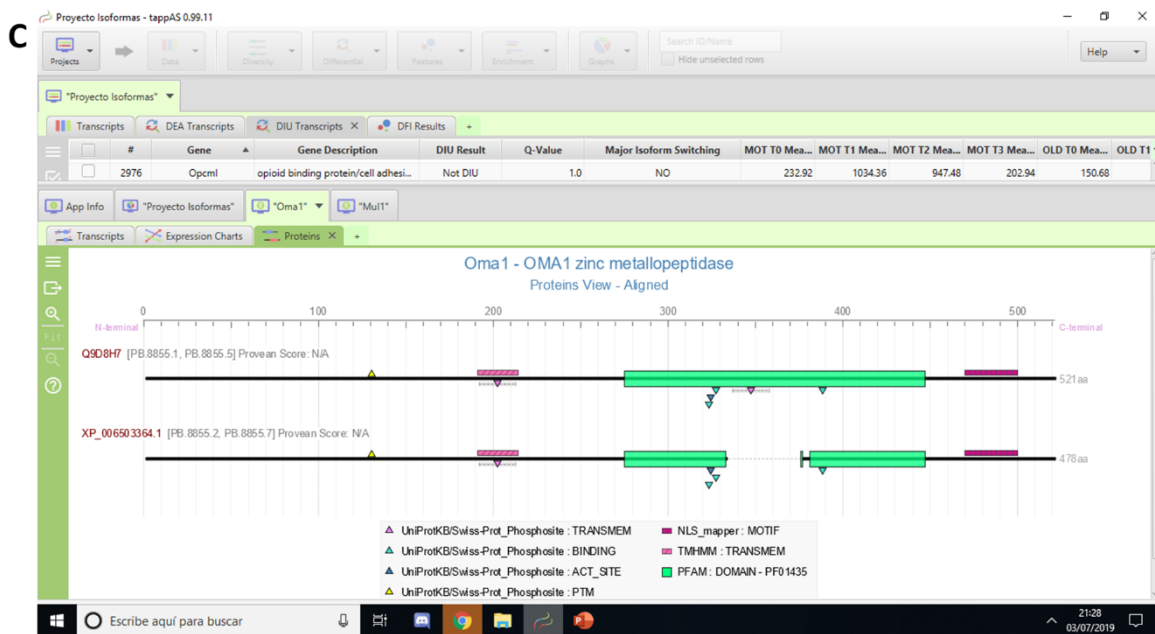 C
Proyecto Isoformas - tappAS 0.99.11
Projects Data Diversity Differential Features Enrichment Graphs Search ID/Name Help
Hide unselected rows
"Proyecto Isoformas"
Transcripts DEA Transcripts DIU Transcripts DFI Results +
# Gene Gene Description DIU Result Q-Value Major Isoform Switching MOT T0 Mea... MOT T1 Mea... MOT T2 Mea... MOT T3 Mea... OLD T0 Mea... OLD T1
2976 Opcml opioid binding protein/cell adhesi... Not DIU 1.0 NO 232.92 1034.36 947.48 202.94 150.68
App Info "Proyecto Isoformas" "Oma1" "Mul1"
Transcripts Expression Charts Proteins +
Oma1 - OMA1 zinc metallopeptidase
Proteins View - Aligned
Fit
0 100 200 300 400 500
N-terminal C-terminal
Q9D8H7 [PB.8855.1, PB.8855.5] Provean Score: N/A
521aa
XP_006503364.1 [PB.8855.2, PB.8855.7] Provean Score: N/A
478aa
UniProtKB/Swiss-Prot_Phosphosite : TRANSMEM NLS_mapper : MOTIF
UniProtKB/Swiss-Prot_Phosphosite : BINDING TMHMM : TRANSMEM
UniProtKB/Swiss-Prot_Phosphosite : ACT_SITE PFAM : DOMAIN - PF01435
UniProtKB/Swiss-Prot_Phosphosite : PTM
Escribe aquí para buscar 21:28
03/07/2019